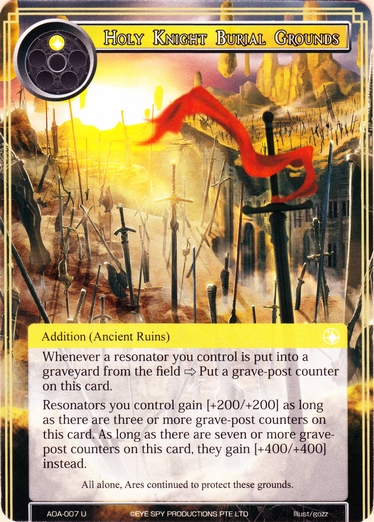 Holy Knight Burial Grounds
Addition (Ancient Ruins)
Whenever a resonator you control is put into a
graveyard from the field ⇨ Put a grave-post counter
on this card.
Resonators you control gain [+200/+200] as long
as there are three or more grave-post counters on
this card. As long as there are seven or more grave-
post counters on this card, they gain [+400/+400]
instead.
All alone, Ares continued to protect these grounds.
AOA-007 U ©EYE SPY PRODUCTIONS PTE LTD Illust/gozz